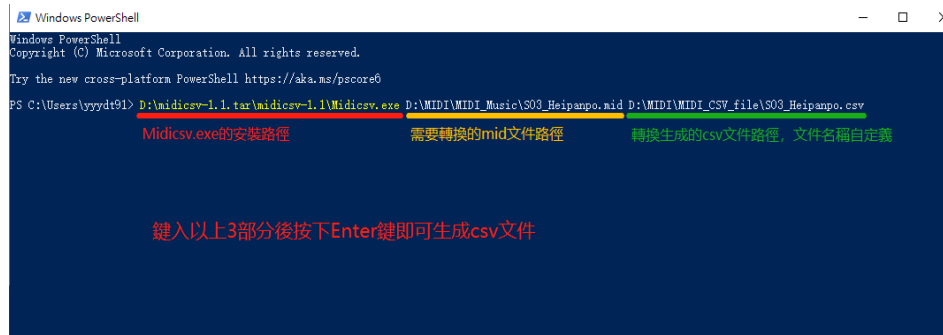 Windows PowerShell
Windows PowerShell
Copyright (C) Microsoft Corporation. All rights reserved.
Try the new cross-platform PowerShell https://aka.ms/pscore6
PS C:\Users\yyydt91> D:\midicsv-1.1.tar\midicsv-1.1\Midicsv.exe D:\MIDI\MIDI_Music\S03_Heipanpo.mid D:\MIDI\MIDI_CSV_file\S03_Heipanpo.csv
Midicsv.exe的安裝路徑 需要轉換的mid文件路徑 轉換生成的csv文件路徑，文件名稱自定義
鍵入以上3部分後按下Enter鍵即可生成csv文件